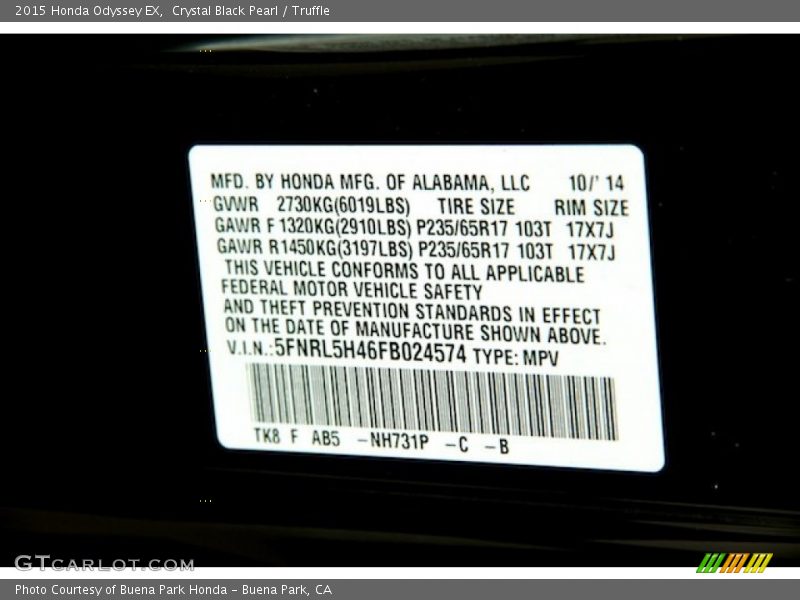 2015 Honda Odyssey EX, Crystal Black Pearl / Truffle
MFD. BY HONDA MFG. OF ALABAMA, LLC 10/' 14
GVWR 2730KG(6019LBS) TIRE SIZE RIM SIZE
GAWR F 1320KG(2910LBS) P235/65R17 103T 17X7J
GAWR R1450KG(3197LBS) P235/65R17 103T 17X7J
THIS VEHICLE CONFORMS TO ALL APPLICABLE
FEDERAL MOTOR VEHICLE SAFETY
AND THEFT PREVENTION STANDARDS IN EFFECT
ON THE DATE OF MANUFACTURE SHOWN ABOVE.
V.I.N.:5FNRL5H46FB024574 TYPE: MPV
TK8 F AB5 -NH731P -C -B
GTCARLOT.COM
Photo Courtesy of Buena Park Honda - Buena Park, CA